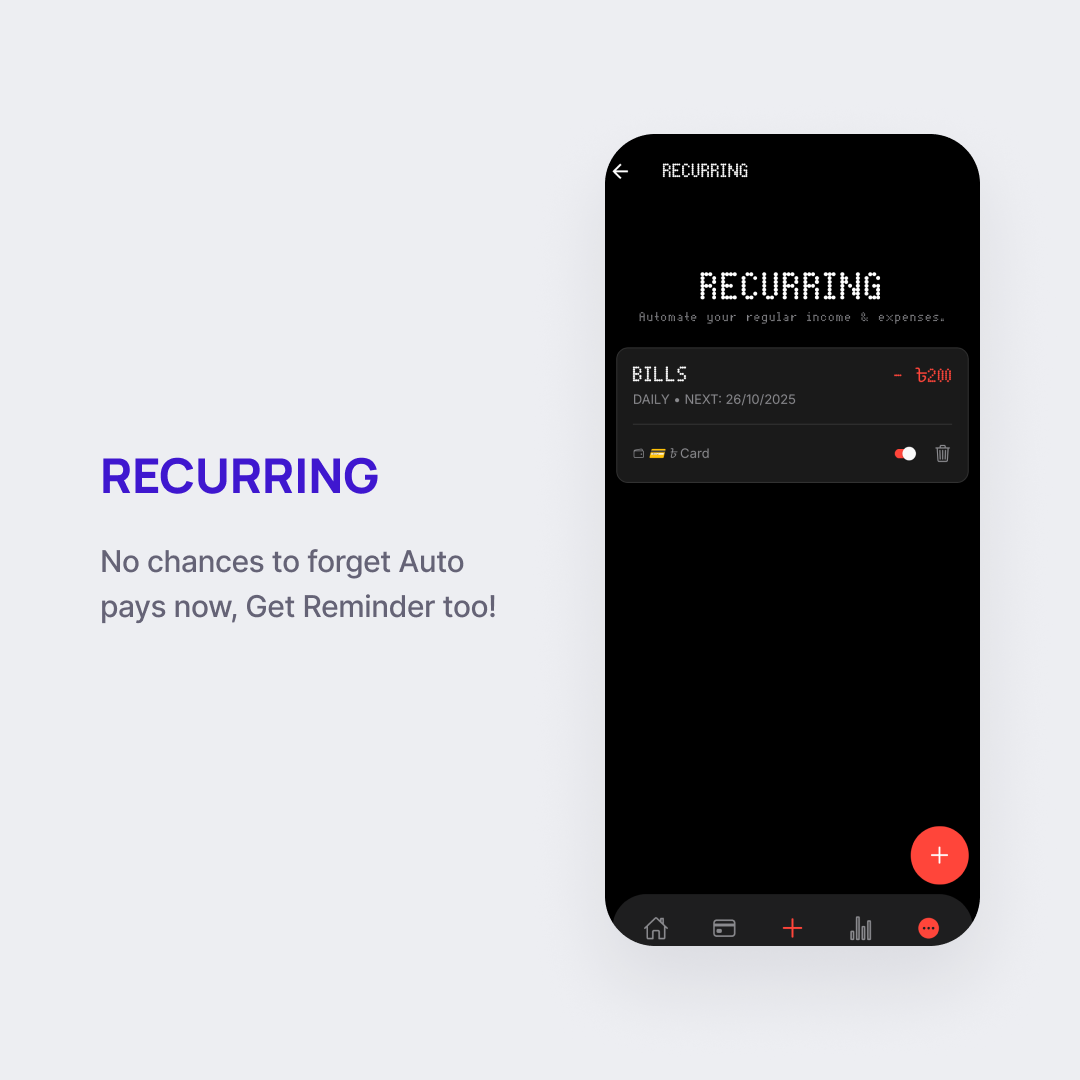 RECURRING
No chances to forget Auto
pays now, Get Reminder too!
RECURRING
RECURRING
Automate your regular income & expenses.
BILLS
- ৳200
DAILY • NEXT: 26/10/2025
৳ Card